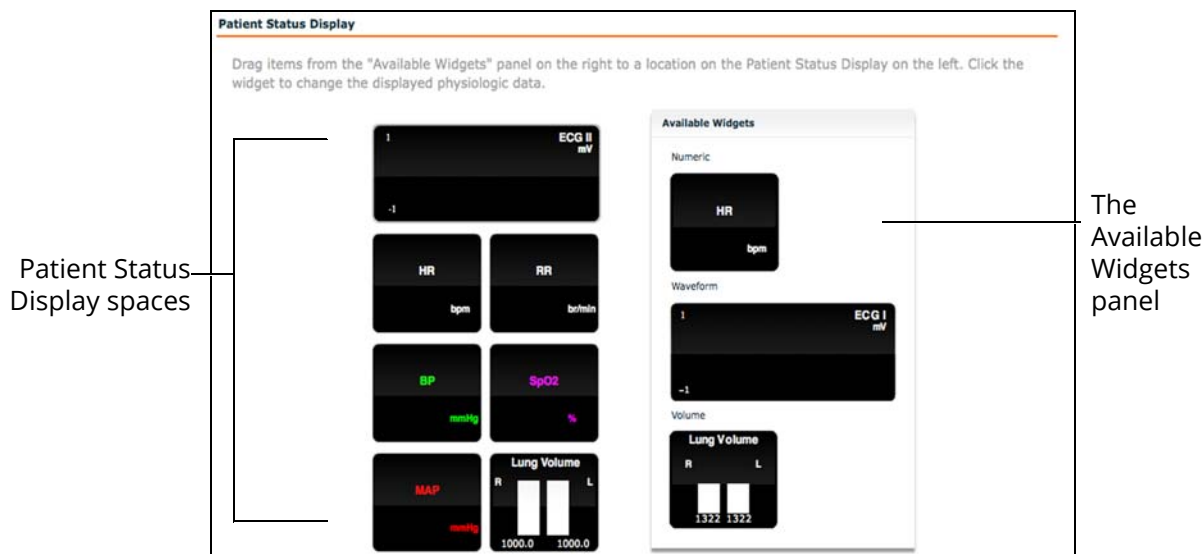 Patient Status Display
Drag items from the "Available Widgets" panel on the right to a location on the Patient Status Display on the left. Click the
widget to change the displayed physiologic data.
Patient Status
Display spaces
1
ECG II
mV
-1
HR
bpm
RR
br/min
BP
mmHg
SpO2
%
MAP
mmHg
Lung Volume
R L
1000.0 1000.0
Available Widgets
Numeric
HR
bpm
Waveform
1
ECG I
mV
-1
Volume
Lung Volume
R L
1322 1322
The
Available
Widgets
panel